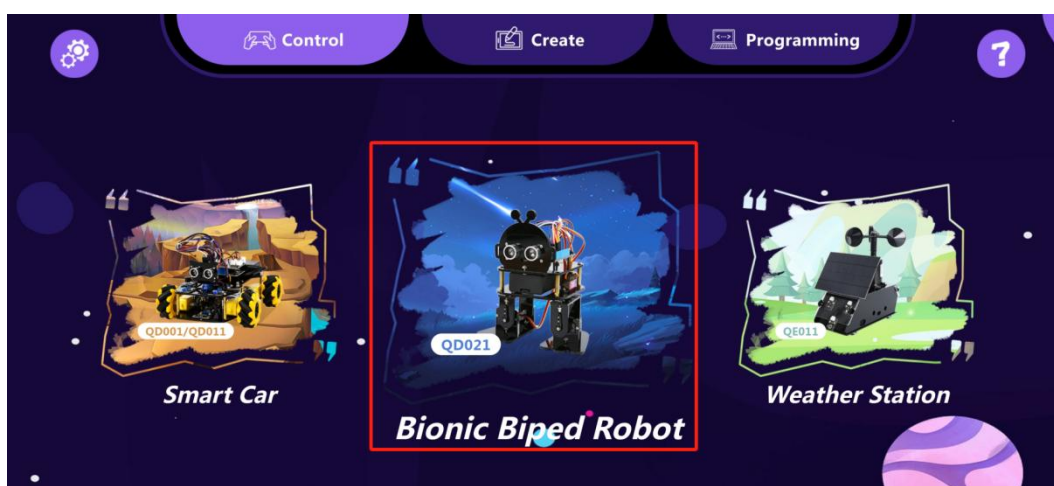 Control
Create
Programming
?
QD001/QD011
QD021
QE011
Smart Car
Bionic Biped Robot
Weather Station